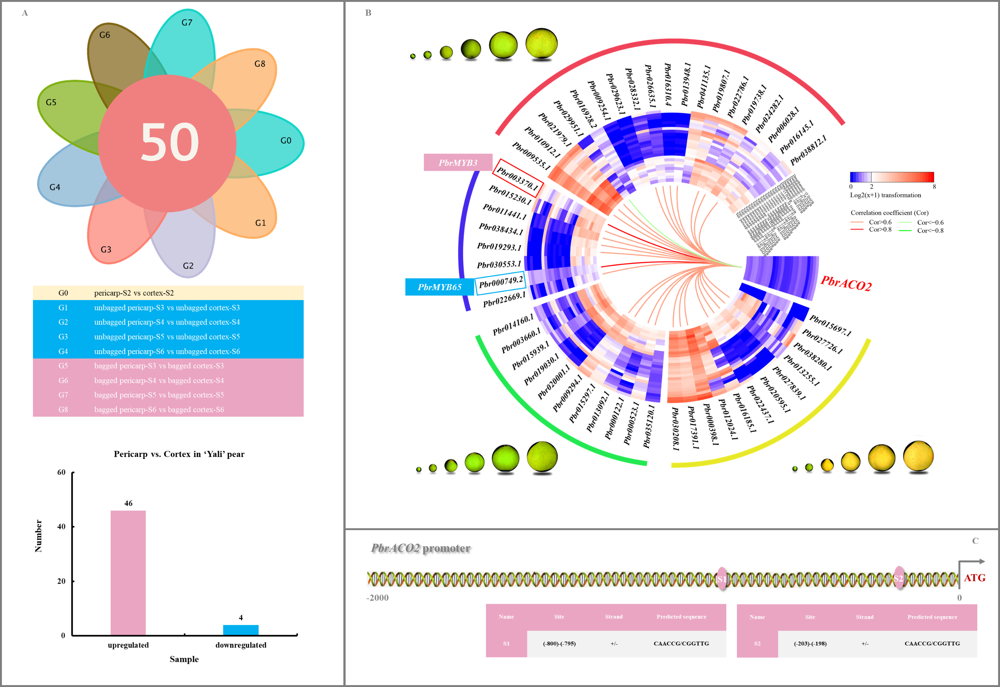 A
G7
G6
G8
G5
G0
50
G4
G1
G3
G2
G0 pericarp-S2 vs cortex-S2
G1 unbagged pericarp-S3 vs unbagged cortex-S3
G2 unbagged pericarp-S4 vs unbagged cortex-S4
G3 unbagged pericarp-S5 vs unbagged cortex-S5
G4 unbagged pericarp-S6 vs unbagged cortex-S6
G5 bagged pericarp-S3 vs bagged cortex-S3
G6 bagged pericarp-S4 vs bagged cortex-S4
G7 bagged pericarp-S5 vs bagged cortex-S5
G8 bagged pericarp-S6 vs bagged cortex-S6
Pericarp vs. Cortex in ‘Yali’ pear
60
40
20
0
Number
46
4
upregulated
downregulated
Sample
B
Pbr009535.1
Pbr010912.1
Pbr021979.1
Pbr029951.1
Pbr016928.2
Pbr009254.1
Pbr029623.1
Pbr028332.1
Pbr026635.1
Pbr016310.4
Pbr013948.1
Pbr041135.1
Pbr019807.1
Pbr022786.1
Pbr019738.1
Pbr024282.1
Pbr006028.1
Pbr016145.1
Pbr038812.1
PbrMYB3
Pbr003370.1
Pbr015230.1
Pbr011441.1
Pbr038434.1
Pbr019293.1
Pbr030553.1
PbrMYB65
Pbr000749.2
Pbr022669.1
Pbr014160.1
Pbr003660.1
Pbr015939.1
Pbr019030.1
Pbr020001.1
Pbr009294.1
Pbr015297.1
Pbr013092.1
Pbr000122.1
Pbr000523.1
Pbr035120.1
Pbr030208.1
Pbr017391.1
Pbr000398.1
Pbr012024.1
Pbr016185.1
Pbr022437.1
Pbr020595.1
Pbr027839.1
Pbr013255.1
Pbr038280.1
Pbr027726.1
Pbr015697.1
PbrACO2
0 2 8
Log2(x+1) transformation
Correlation coefficient (Cor)
Cor>0.6 Cor<−0.6
Cor>0.8 Cor<−0.8
C
PbrACO2 promoter
S1
S2
ATG
-2000
0
Name Site Strand Predicted sequence
S1 (-800)-(-795) +/- CAACCG/CGGTTG
Name Site Strand Predicted sequence
S2 (-203)-(-198) +/- CAACCG/CGGTTG